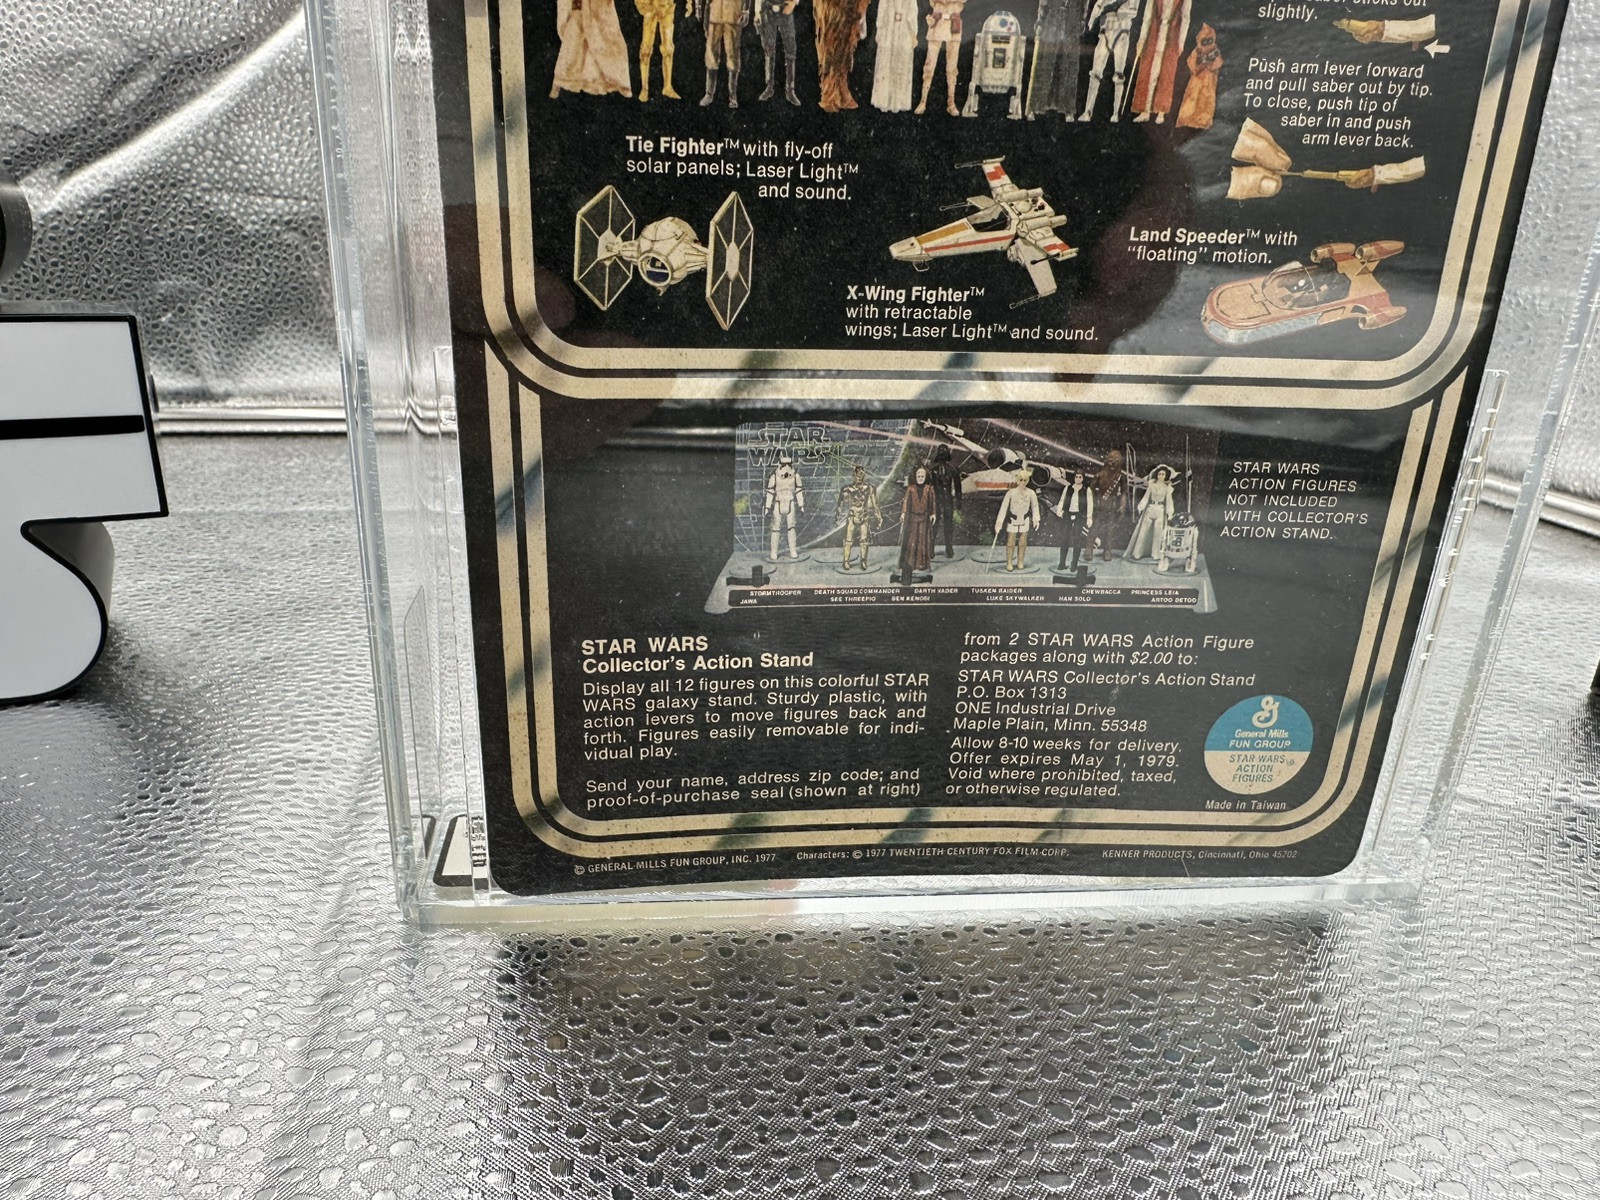 slightly.
Push arm lever forward
and pull saber out by tip.
To close, push tip of
saber in and push
arm lever back.
Tie Fighter™ with fly-off
solar panels; Laser Light™
and sound.
X-Wing Fighter™
with retractable
wings; Laser Light™ and sound.
Land Speeder™ with
"floating" motion.
STAR
WARS
STORMTROOPER DEATH SQUAD COMMANDER DARTH VADER TUSKEN RAIDER CHEWBACCA PRINCESS LEIA
JAWA SEE THREEPIO BEN KENOBI LUKE SKYWALKER HAN SOLO ARTOO DETOO
STAR WARS
ACTION FIGURES
NOT INCLUDED
WITH COLLECTOR'S
ACTION STAND.
STAR WARS
Collector's Action Stand
Display all 12 figures on this colorful STAR
WARS galaxy stand. Sturdy plastic, with
action levers to move figures back and
forth. Figures easily removable for indi-
vidual play.
Send your name, address zip code; and
proof-of-purchase seal (shown at right)
from 2 STAR WARS Action Figure
packages along with $2.00 to:
STAR WARS Collector's Action Stand
P.O. Box 1313
ONE Industrial Drive
Maple Plain, Minn. 55348
Allow 8-10 weeks for delivery.
Offer expires May 1, 1979.
Void where prohibited, taxed,
or otherwise regulated.
General Mills
FUN GROUP
STAR WARS
ACTION
FIGURES
Made in Taiwan
© GENERAL MILLS FUN GROUP, INC. 1977 Characters: © 1977 TWENTIETH CENTURY FOX FILM CORP. KENNER PRODUCTS, Cincinnati, Ohio 45202